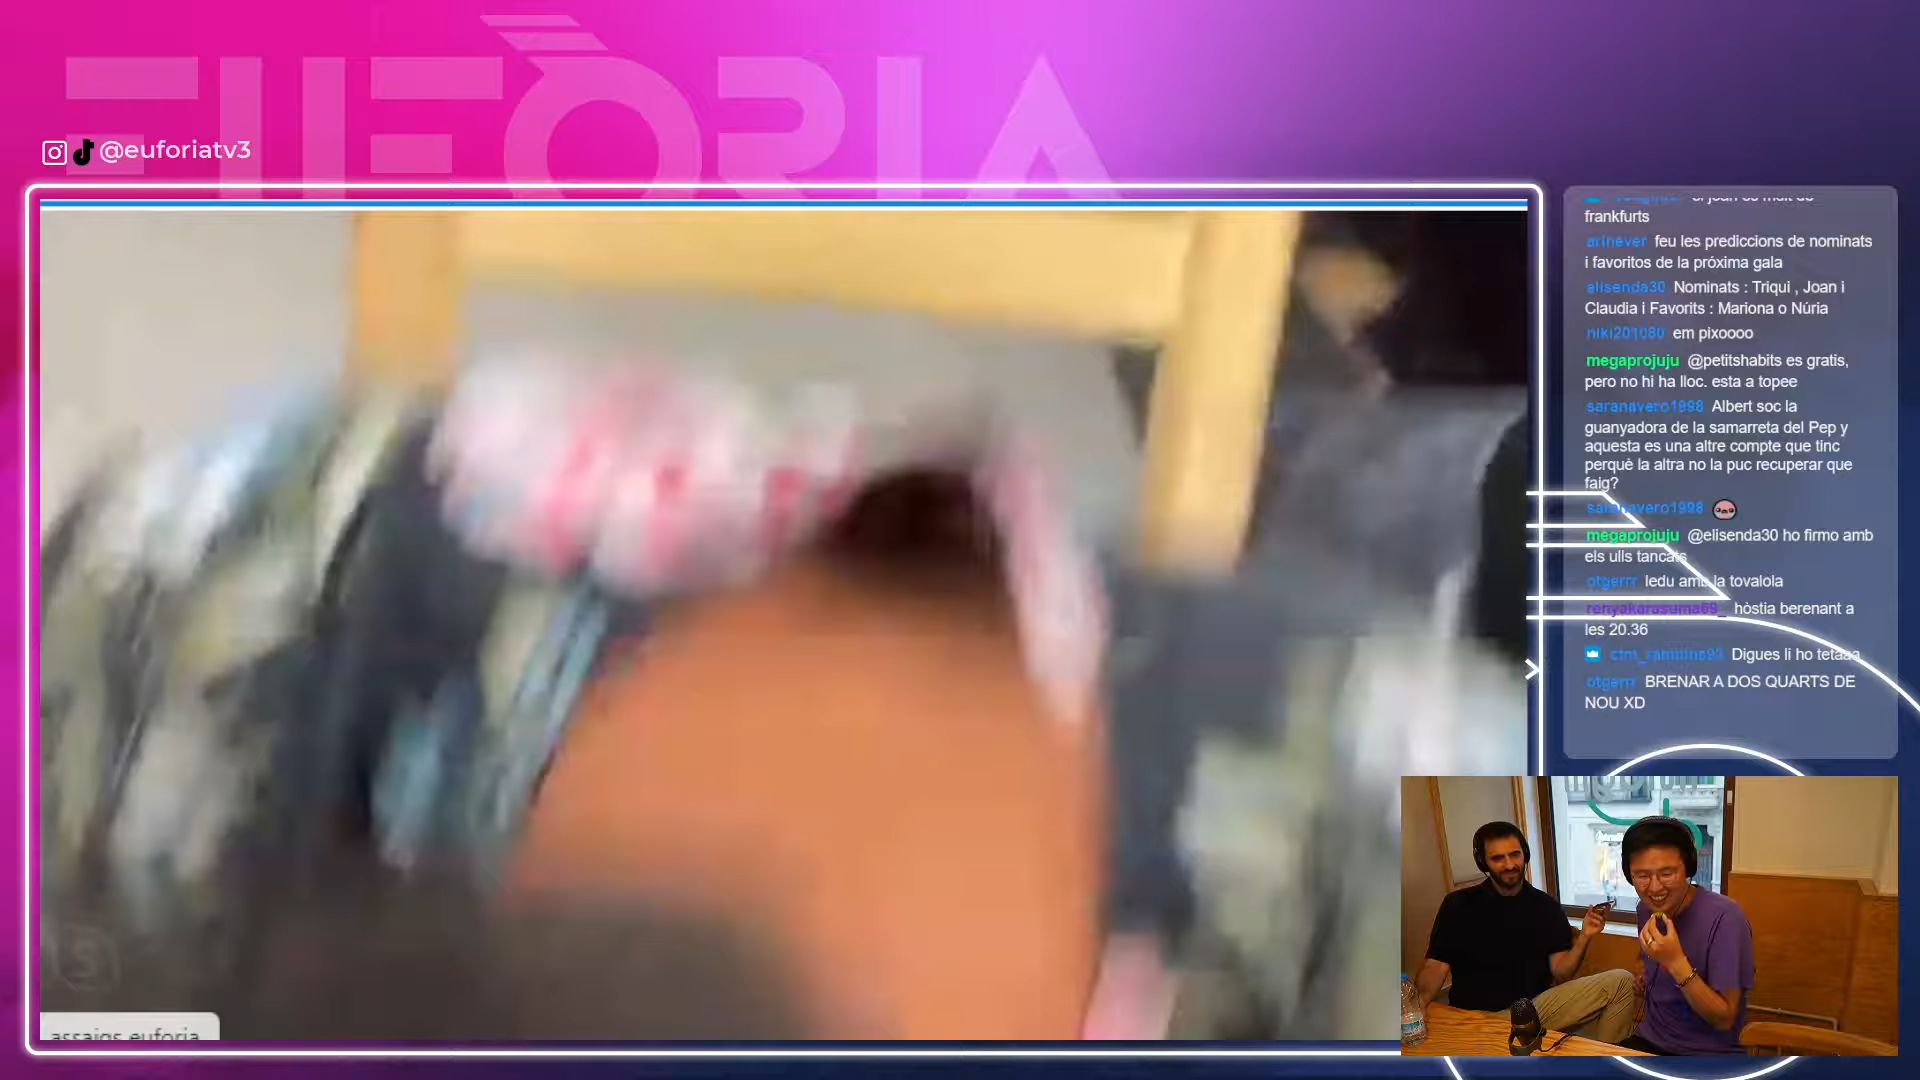 EUFÒRIA
@euforiatv3
frankfurts
arinever feu les prediccions de nominats
i favoritos de la próxima gala
elisenda30 Nominats : Triqui , Joan i
Claudia i Favorits : Mariona o Núria
niki201080 em pixoooo
megaprojuju @petitshabits es gratis,
pero no hi ha lloc. esta a topee
saranavero1998 Albert soc la
guanyadora de la samarreta del Pep y
aquesta es una altre compte que tinc
perquè la altra no la puc recuperar que
faig?
saranavero1998
megaprojuju @elisenda30 ho firmo amb
els ulls tancats
otgerrr ledu amb la tovalola
renyakarasuma69_ hòstia berenant a
les 20.36
Digues li ho tetaaa
otgerrr BRENAR A DOS QUARTS DE
NOU XD
assaigs euforia